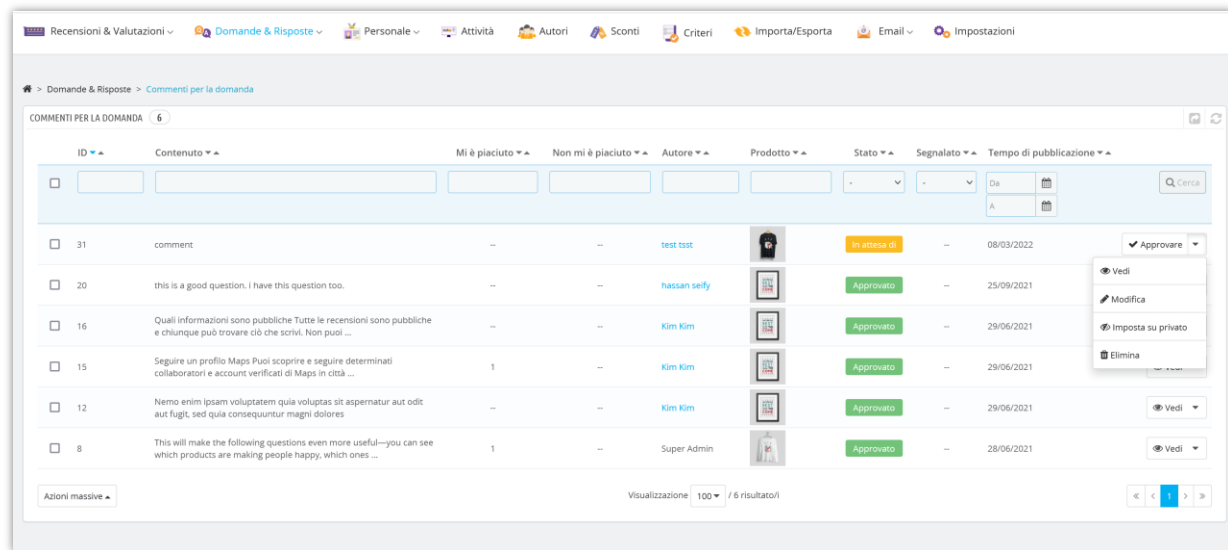 Recensioni & Valutazioni Domande & Risposte Personale Attività Autori Sconti Criteri Importa/Esporta Email Impostazioni
> Domande & Risposte > Commenti per la domanda
COMMENTI PER LA DOMANDA 6
ID Contenuto Mi è piaciuto Non mi è piaciuto Autore Prodotto Stato Segnalato Tempo di pubblicazione
- - Da Cerca
A
31 comment -- -- test tsst In attesa di -- 08/03/2022 Approvare
Vedi
20 this is a good question. i have this question too. -- -- hassan seify Approvato -- 25/09/2021
Modifica
16 Quali informazioni sono pubbliche Tutte le recensioni sono pubbliche
e chiunque può trovare ciò che scrivi. Non puoi ... -- -- Kim Kim Approvato -- 29/06/2021
Imposta su privato
Elimina
15 Seguire un profilo Maps Puoi scoprire e seguire determinati
collaboratori e account verificati di Maps in città ... 1 -- Kim Kim Approvato -- 29/06/2021
12 Nemo enim ipsam voluptatem quia voluptas sit aspernatur aut odit
aut fugit, sed quia consequuntur magni dolores -- -- Kim Kim Approvato -- 29/06/2021 Vedi
8 This will make the following questions even more useful—you can see
which products are making people happy, which ones ... 1 -- Super Admin Approvato -- 28/06/2021 Vedi
Azioni massive Visualizzazione 100 / 6 risultato/i « < 1 > »